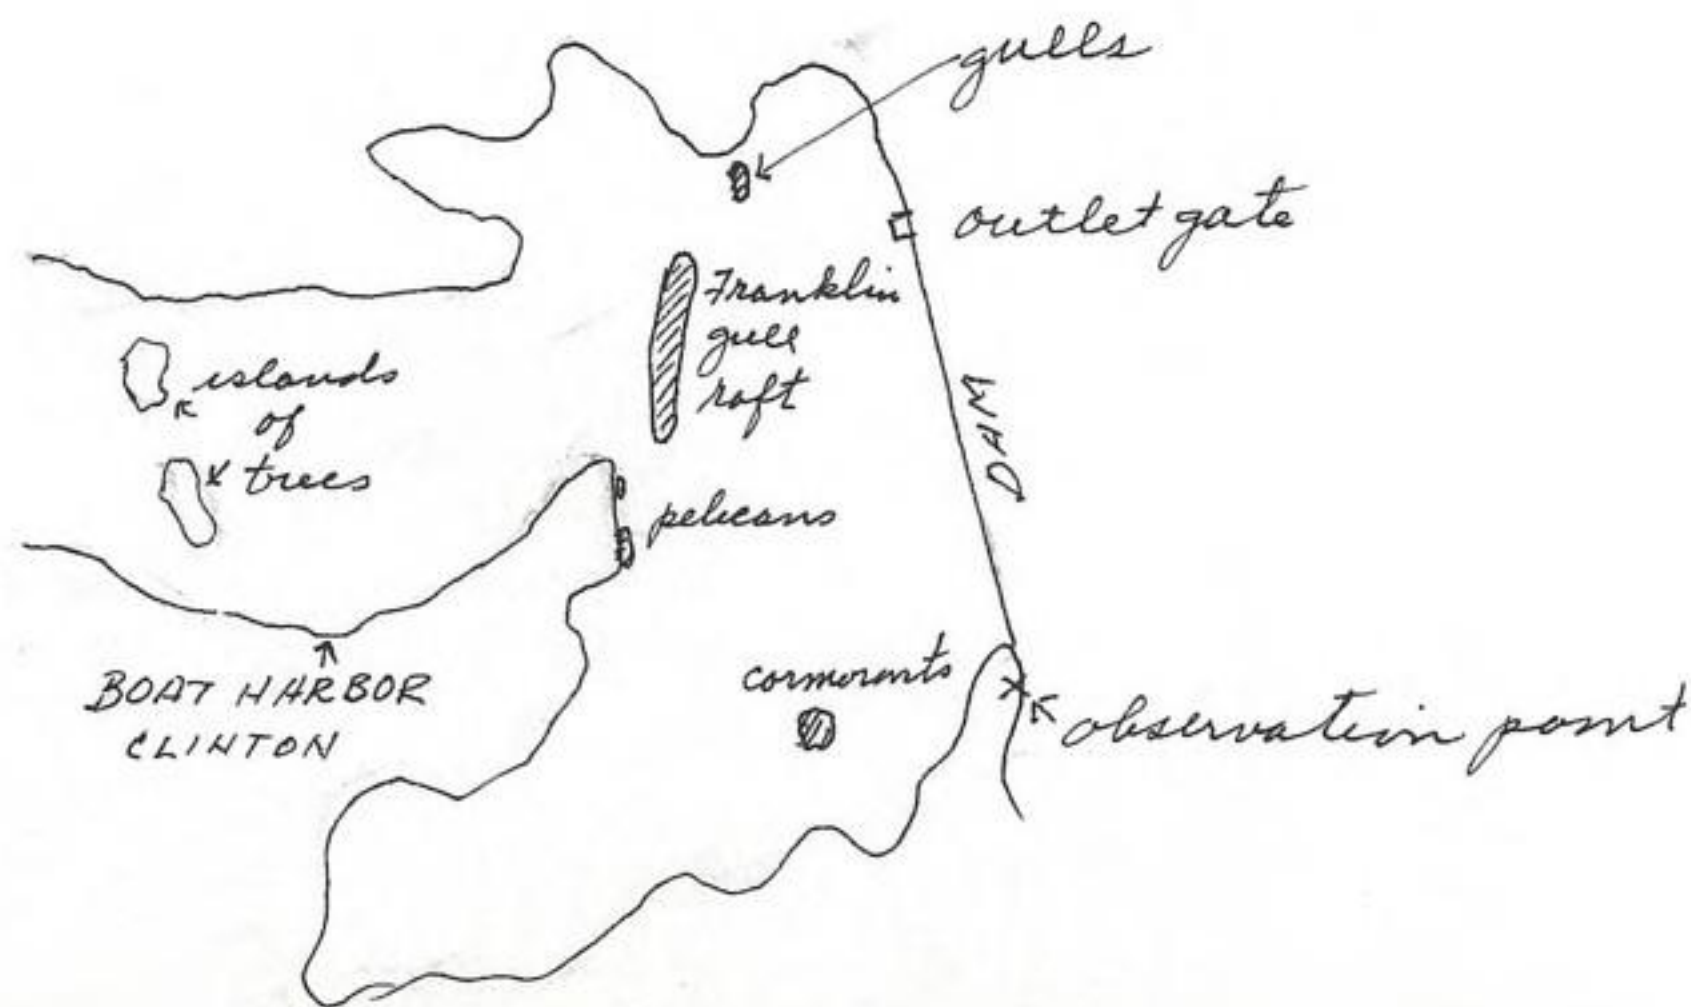 gulls
outlet gate
Franklin
gull
raft
islands
of
trees
DAM
pelicans
cormorants
BOAT HARBOR
CLINTON
observation point